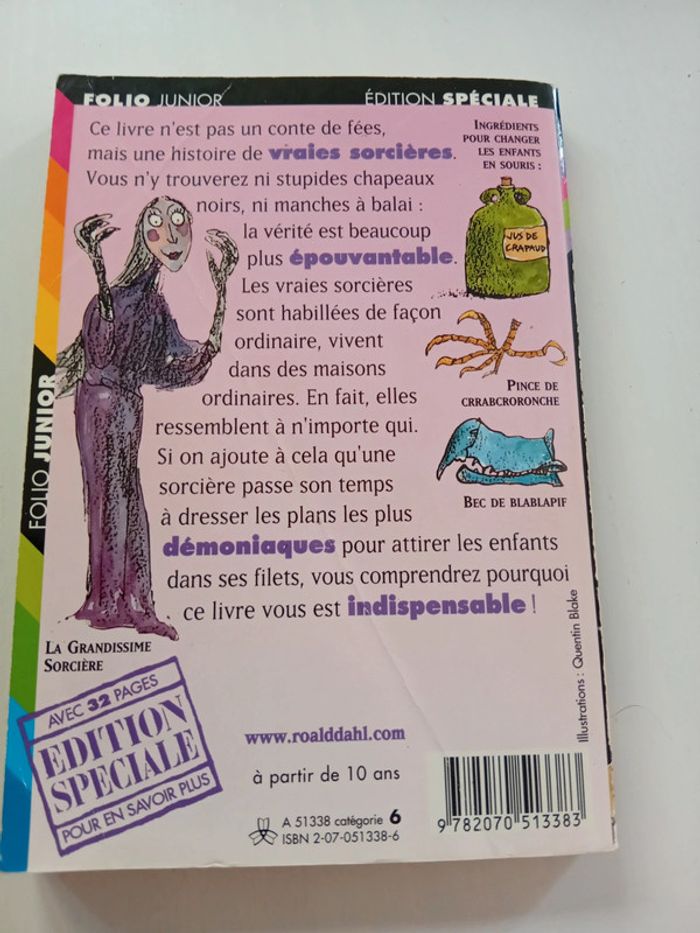 FOLIO JUNIOR
ÉDITION SPÉCIALE
Ce livre n'est pas un conte de fées,
mais une histoire de vraies sorcières.
Vous n'y trouverez ni stupides chapeaux
noirs, ni manches à balai :
la vérité est beaucoup
plus épouvantable.
Les vraies sorcières
sont habillées de façon
ordinaire, vivent
dans des maisons
ordinaires. En fait, elles
ressemblent à n'importe qui.
Si on ajoute à cela qu'une
sorcière passe son temps
à dresser les plans les plus
démoniaques pour attirer les enfants
dans ses filets, vous comprendrez pourquoi
ce livre vous est indispensable !
INGRÉDIENTS
POUR CHANGER
LES ENFANTS
EN SOURIS :
JUS DE
CRAPAUD
PINCE DE
CRRABCRORONCHE
BEC DE BLABLAPIF
FOLIO JUNIOR
LA GRANDISSIME
SORCIÈRE
AVEC 32 PAGES
EDITION
SPECIALE
POUR EN SAVOIR PLUS
www.roalddahl.com
à partir de 10 ans
A 51338 catégorie 6
ISBN 2-07-051338-6
Illustrations : Quentin Blake
9 782070 513383